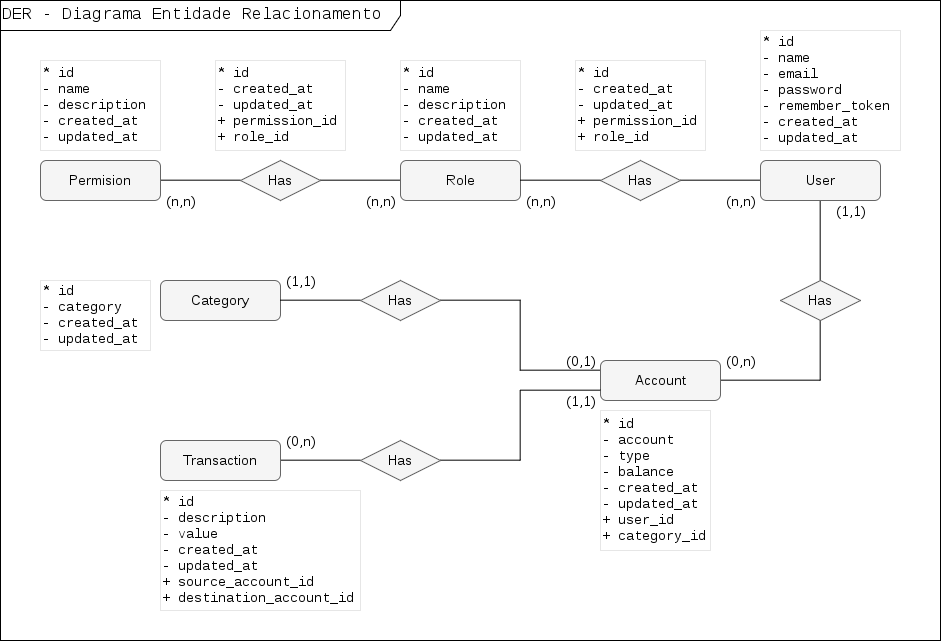 DER - Diagrama Entidade Relacionamento
* id
- name
- description
- created_at
- updated_at
* id
- created_at
- updated_at
+ permission_id
+ role_id
* id
- name
- description
- created_at
- updated_at
* id
- created_at
- updated_at
+ permission_id
+ role_id
* id
- name
- email
- password
- remember_token
- created_at
- updated_at
Permision
Has
Role
Has
User
(n,n)
(n,n)
(n,n)
(n,n)
(1,1)
* id
- category
- created_at
- updated_at
Category
(1,1)
Has
Has
(0,1)
Account
(0,n)
(1,1)
* id
- account
- type
- balance
- created_at
- updated_at
+ user_id
+ category_id
Transaction
(0,n)
Has
* id
- description
- value
- created_at
- updated_at
+ source_account_id
+ destination_account_id